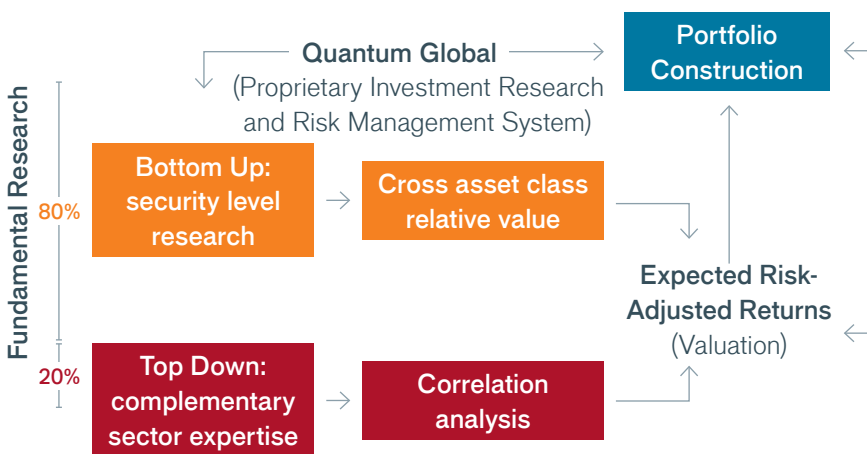 Quantum Global
(Proprietary Investment Research
and Risk Management System)
Portfolio
Construction
Fundamental Research
80%
Bottom Up:
security level
research
Cross asset class
relative value
Expected Risk-
Adjusted Returns
(Valuation)
20%
Top Down:
complementary
sector expertise
Correlation
analysis